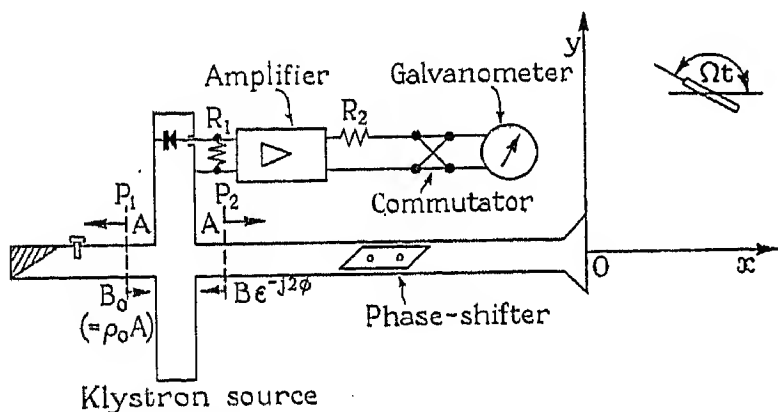 y
Ωt
Amplifier
Galvanometer
R₁
R₂
P₁
P₂
Commutator
A
A
O
x
B₀
Bε^-j2φ
(=ρ₀A)
Phase-shifter
Klystron source